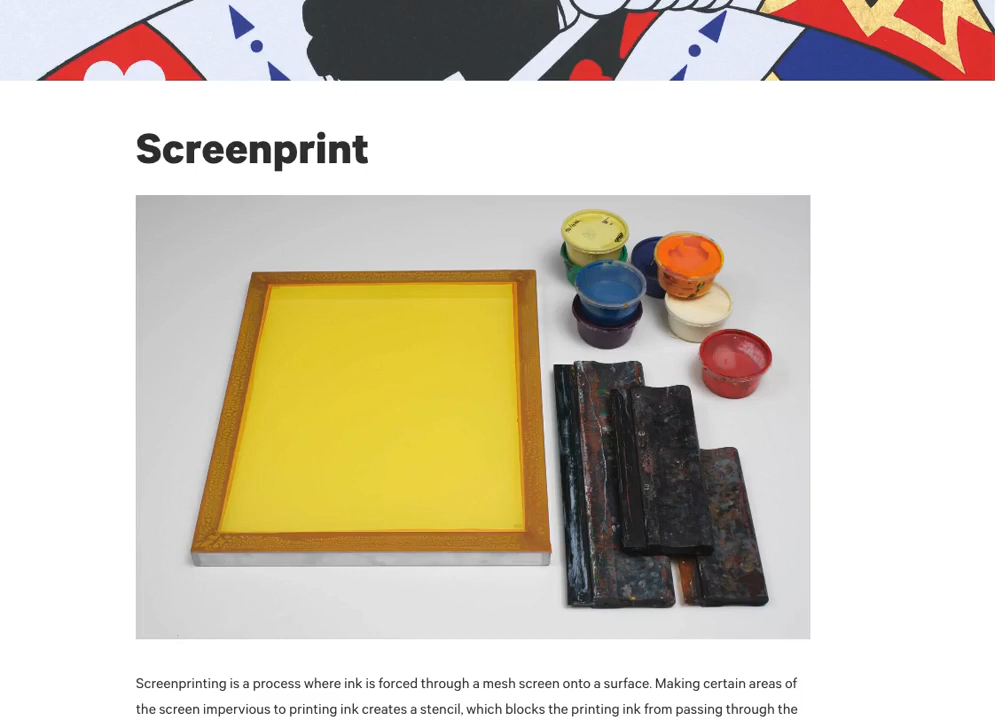 Screenprint
Screenprinting is a process where ink is forced through a mesh screen onto a surface. Making certain areas of
the screen impervious to printing ink creates a stencil, which blocks the printing ink from passing through the